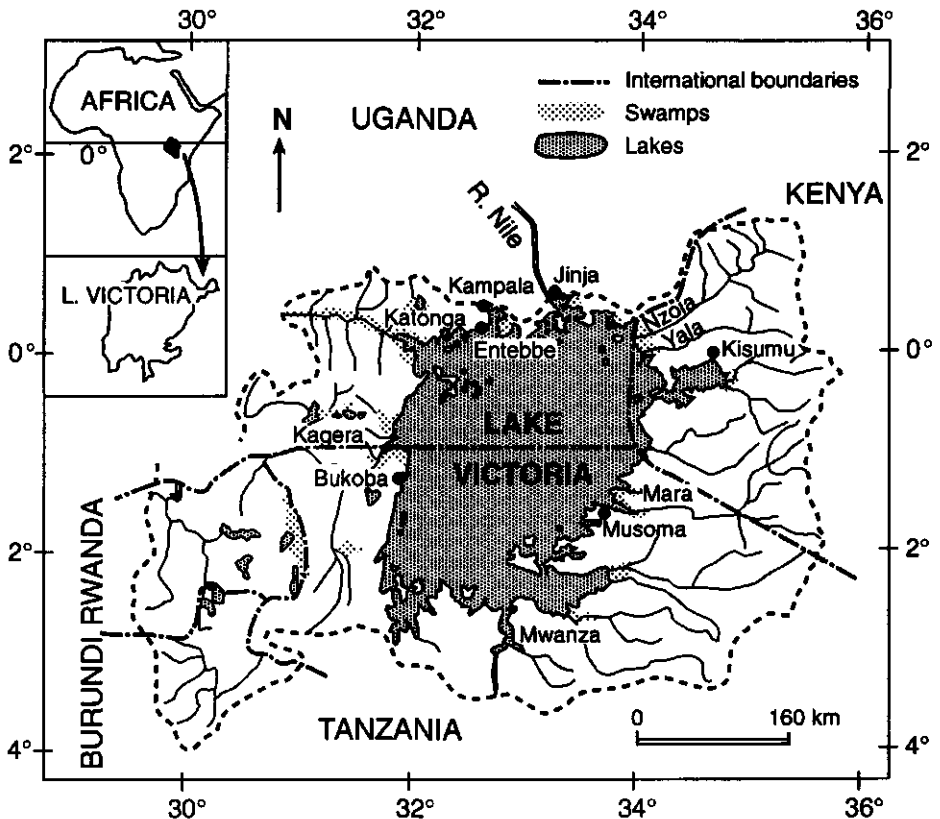 30°
32°
34°
36°
AFRICA
0°
L. VICTORIA
N
UGANDA
International boundaries
Swamps
Lakes
2°
2°
KENYA
R. Nile
Jinja
Kampala
Katonga
Entebbe
Nzoia
Yala
Kisumu
0°
0°
LAKE
VICTORIA
Kagera
Bukoba
Mara
Musoma
2°
2°
Mwanza
BURUNDI RWANDA
TANZANIA
0 160 km
4°
4°
30°
32°
34°
36°